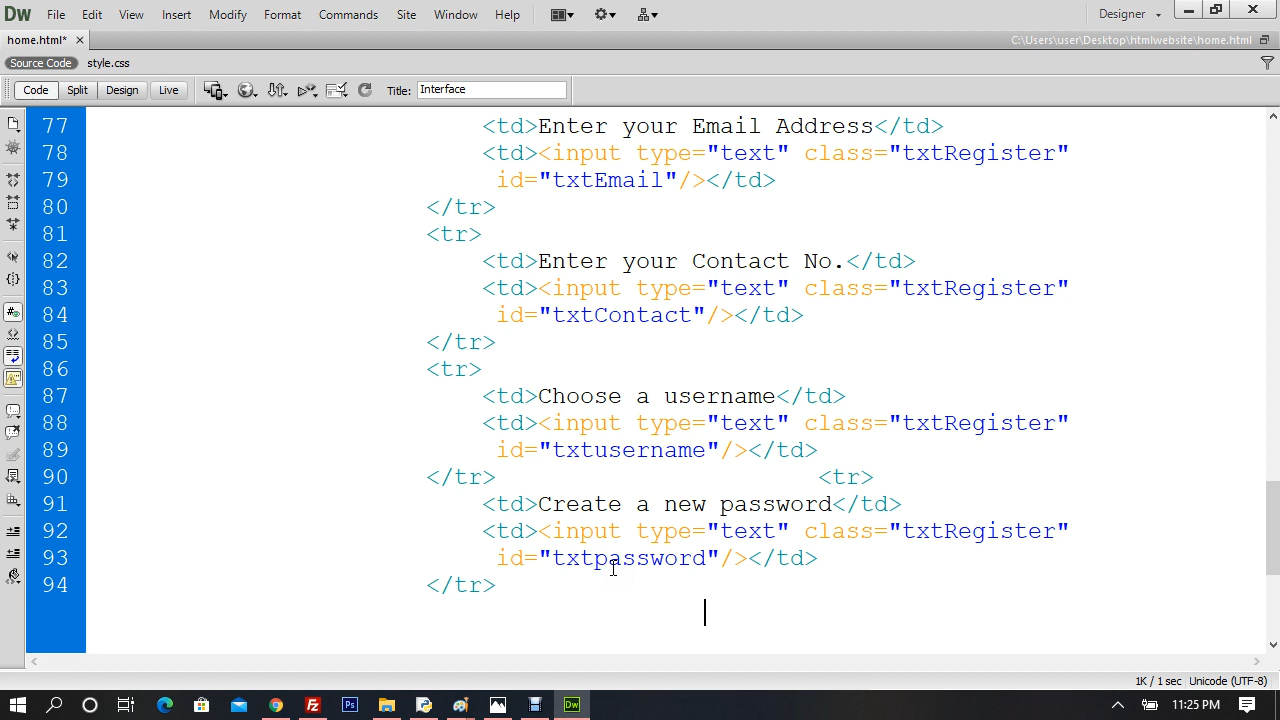 Dw File Edit View Insert Modify Format Commands Site Window Help Designer
home.html* C:\Users\user\Desktop\htmlwebsite\home.html
Source Code style.css
Code Split Design Live Title: Interface
77 <td>Enter your Email Address</td>
78 <td><input type="text" class="txtRegister"
79 id="txtEmail"/></td>
80 </tr>
81 <tr>
82 <td>Enter your Contact No.</td>
83 <td><input type="text" class="txtRegister"
84 id="txtContact"/></td>
85 </tr>
86 <tr>
87 <td>Choose a username</td>
88 <td><input type="text" class="txtRegister"
89 id="txtusername"/></td>
90 </tr> <tr>
91 <td>Create a new password</td>
92 <td><input type="text" class="txtRegister"
93 id="txtpassword"/></td>
94 </tr>
1K / 1 sec Unicode (UTF-8)
Fz Ps Dw 11:25 PM